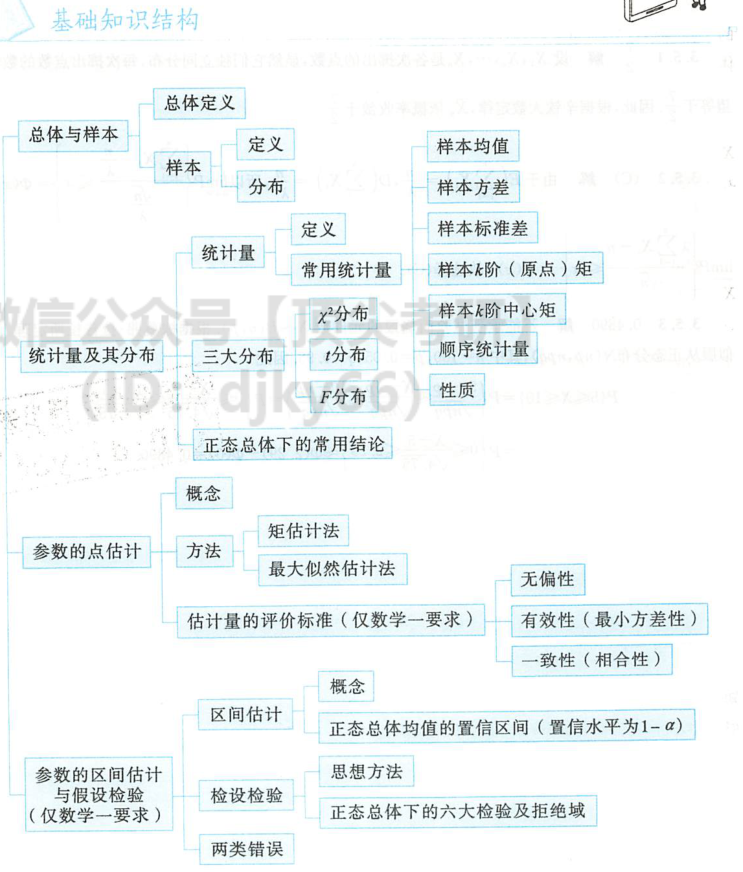 基础知识结构
总体与样本
总体定义
样本
定义
分布
统计量及其分布
统计量
定义
常用统计量
样本均值
样本方差
样本标准差
样本k阶（原点）矩
样本k阶中心矩
顺序统计量
性质
三大分布
χ²分布
t分布
F分布
正态总体下的常用结论
参数的点估计
概念
方法
矩估计法
最大似然估计法
估计量的评价标准（仅数学一要求）
无偏性
有效性（最小方差性）
一致性（相合性）
参数的区间估计
与假设检验
（仅数学一要求）
区间估计
概念
正态总体均值的置信区间（置信水平为1-α）
检设检验
思想方法
正态总体下的六大检验及拒绝域
两类错误
微信公众号【顶尖考研】
(ID: djky66)